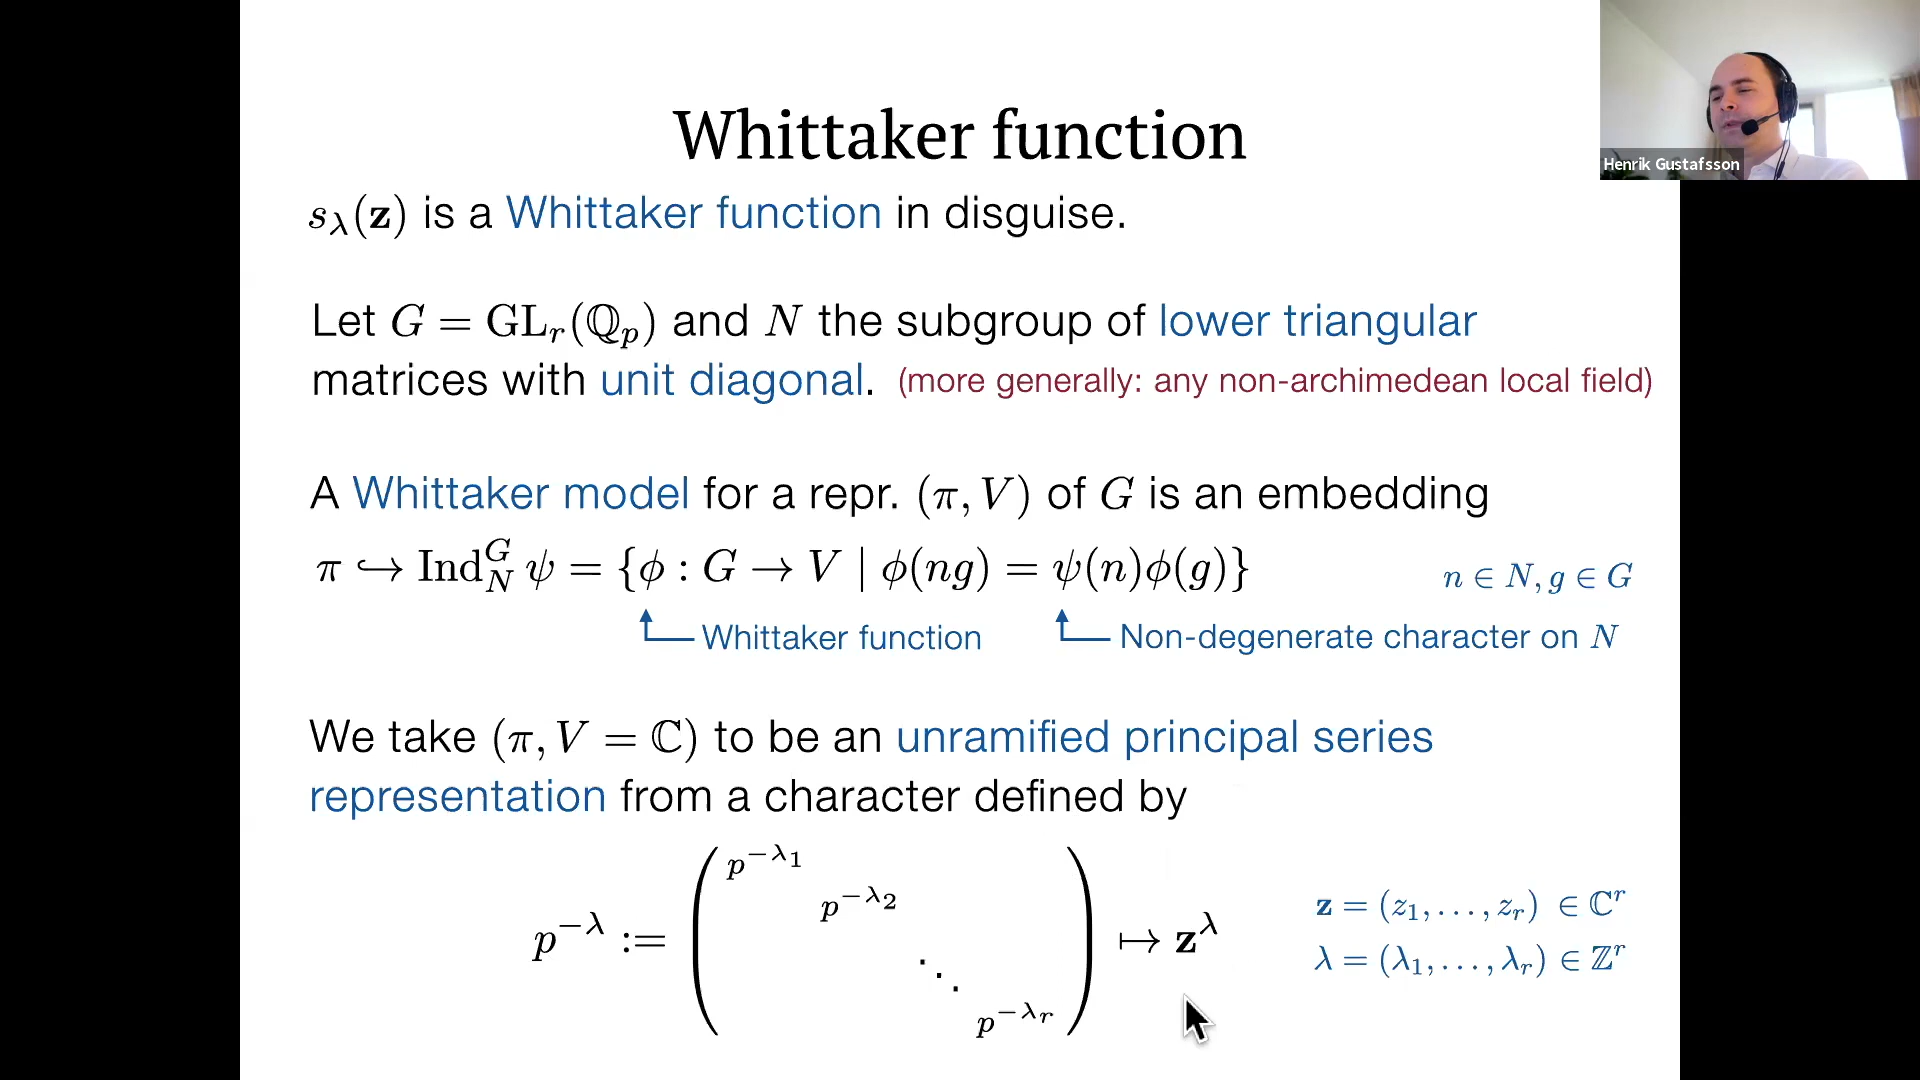 Whittaker function
Henrik Gustafsson
s_λ(𝐳) is a Whittaker function in disguise.
Let G = GL_r(ℚ_p) and N the subgroup of lower triangular
matrices with unit diagonal. (more generally: any non-archimedean local field)
A Whittaker model for a repr. (π, V) of G is an embedding
π ↪ Ind_N^G ψ = {ϕ : G → V | ϕ(ng) = ψ(n)ϕ(g)} n ∈ N, g ∈ G
Whittaker function Non-degenerate character on N
We take (π, V = ℂ) to be an unramified principal series
representation from a character defined by
p^{-λ} := ( p^{-λ_1} p^{-λ_2} ⋱ p^{-λ_r} ) ↦ 𝐳^λ
𝐳 = (z_1, …, z_r) ∈ ℂ^r
λ = (λ_1, …, λ_r) ∈ ℤ^r